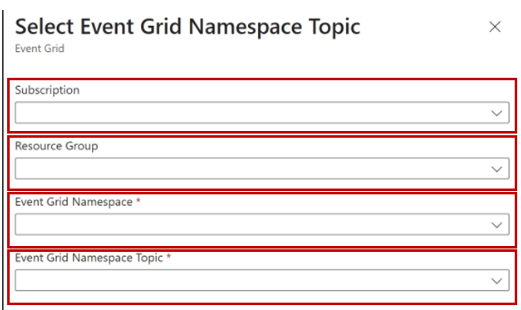 Select Event Grid Namespace Topic
Event Grid
Subscription
Resource Group
Event Grid Namespace *
Event Grid Namespace Topic *